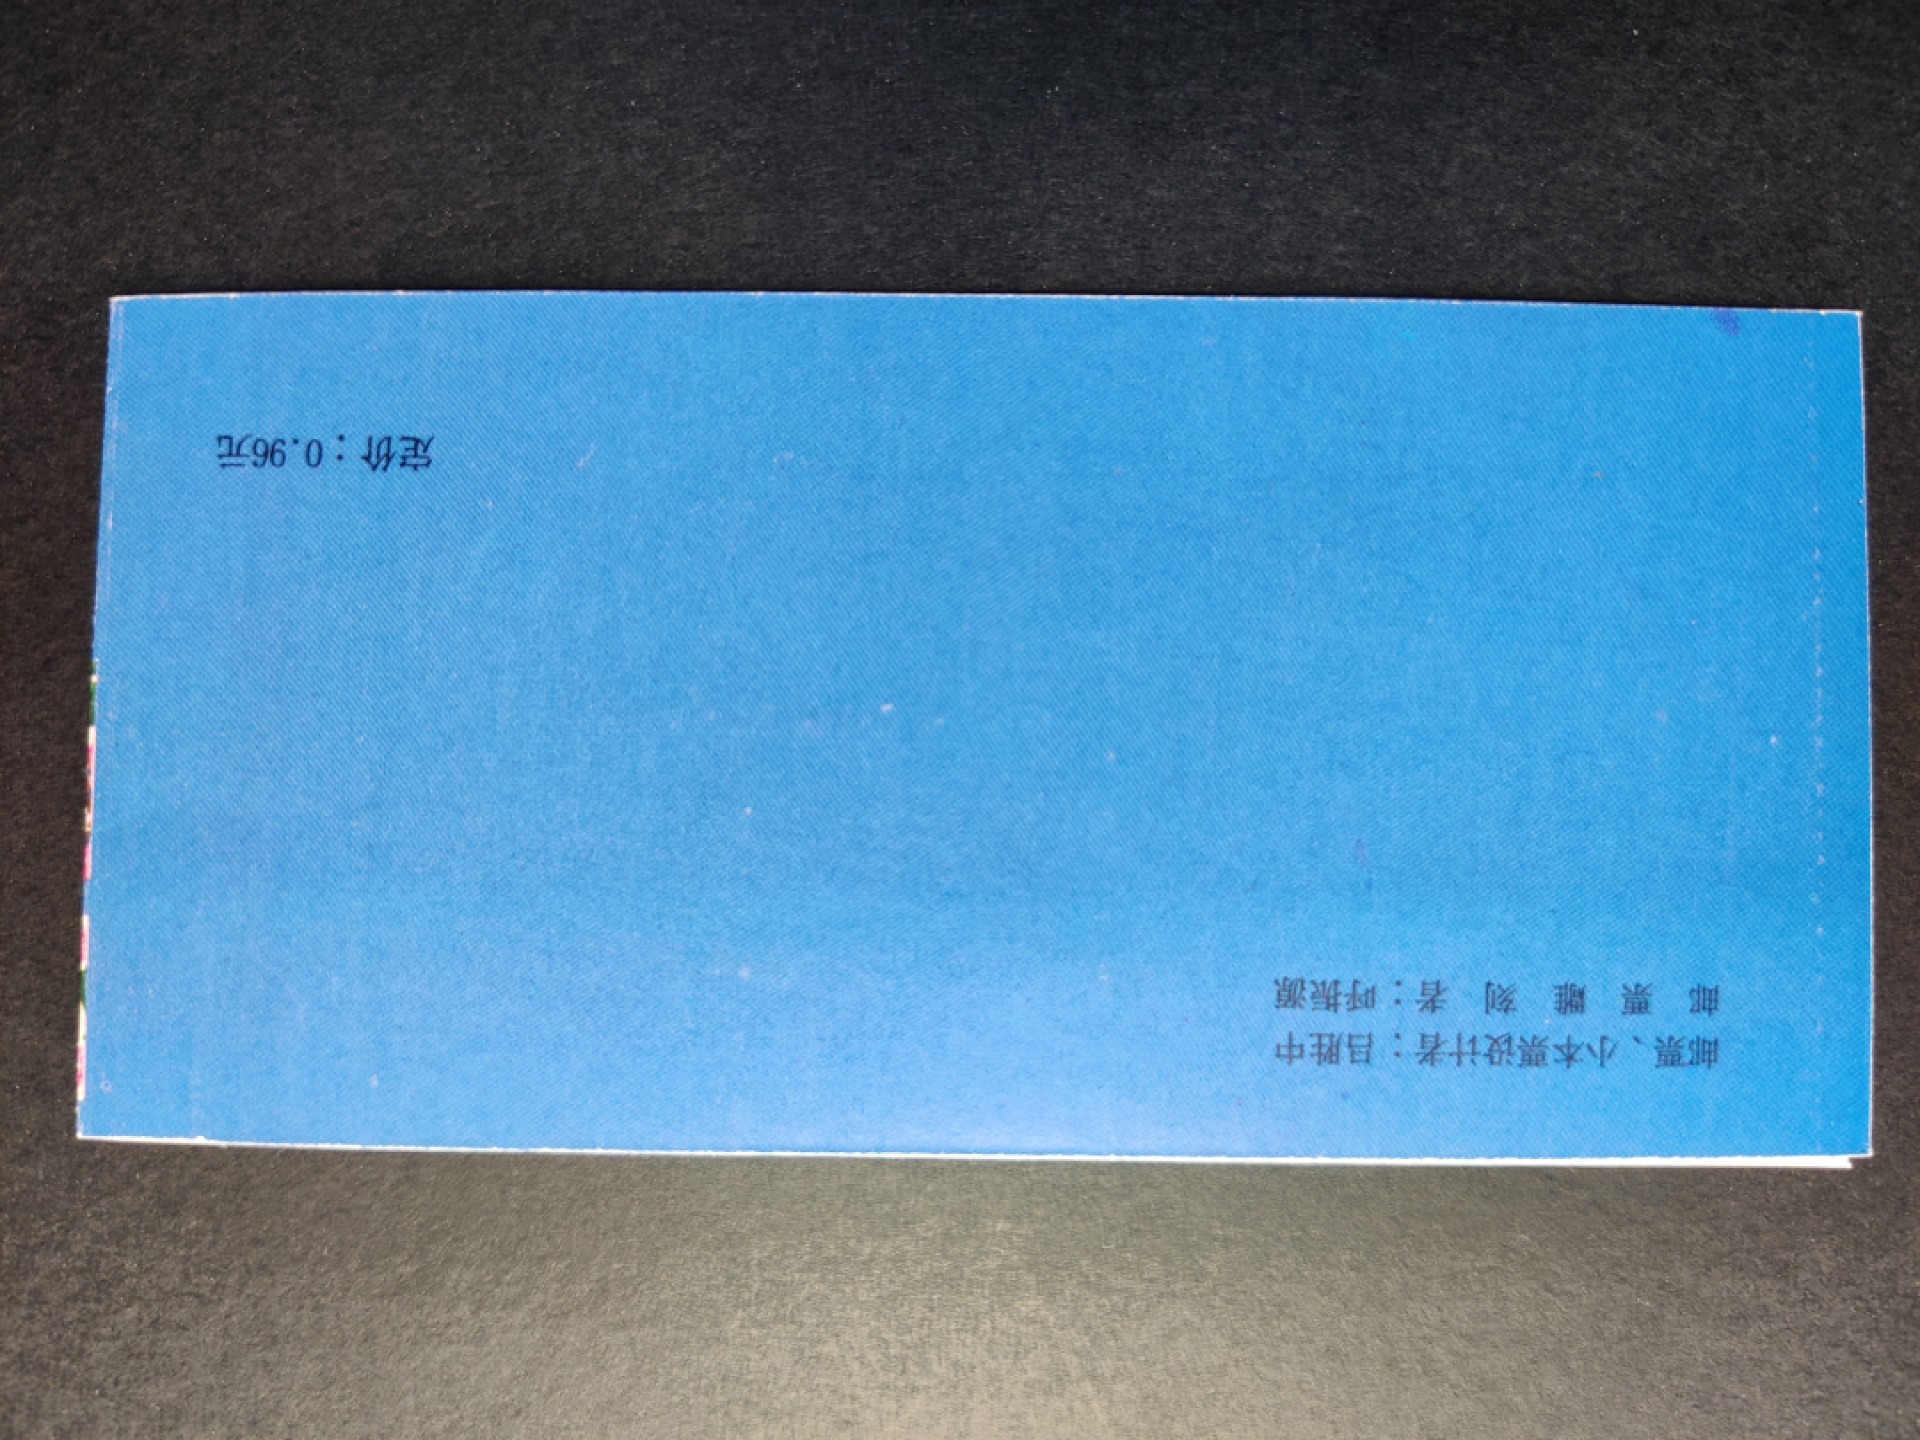 邮票、小本票设计者：吕胜中
邮 票 雕 刻 者：呼振源
定价：0.96元